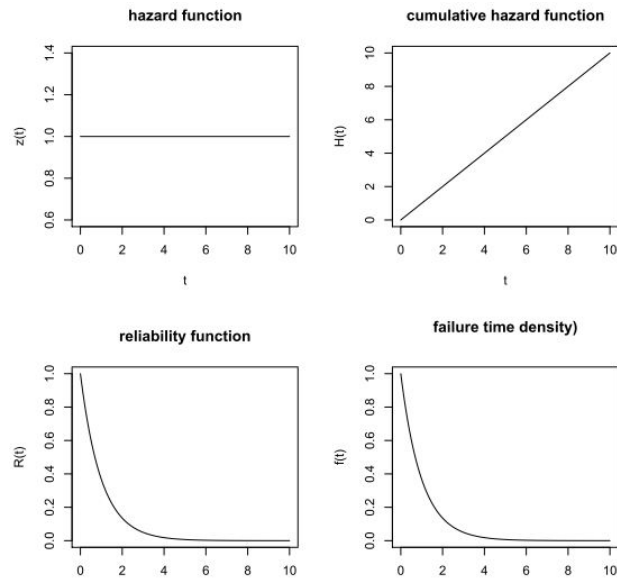 hazard function
z(t)
1.4
1.2
1.0
0.8
0.6
0 2 4 6 8 10
t
cumulative hazard function
H(t)
10
8
6
4
2
0
0 2 4 6 8 10
t
reliability function
R(t)
1.0
0.8
0.6
0.4
0.2
0.0
0 2 4 6 8 10
failure time density)
f(t)
1.0
0.8
0.6
0.4
0.2
0.0
0 2 4 6 8 10